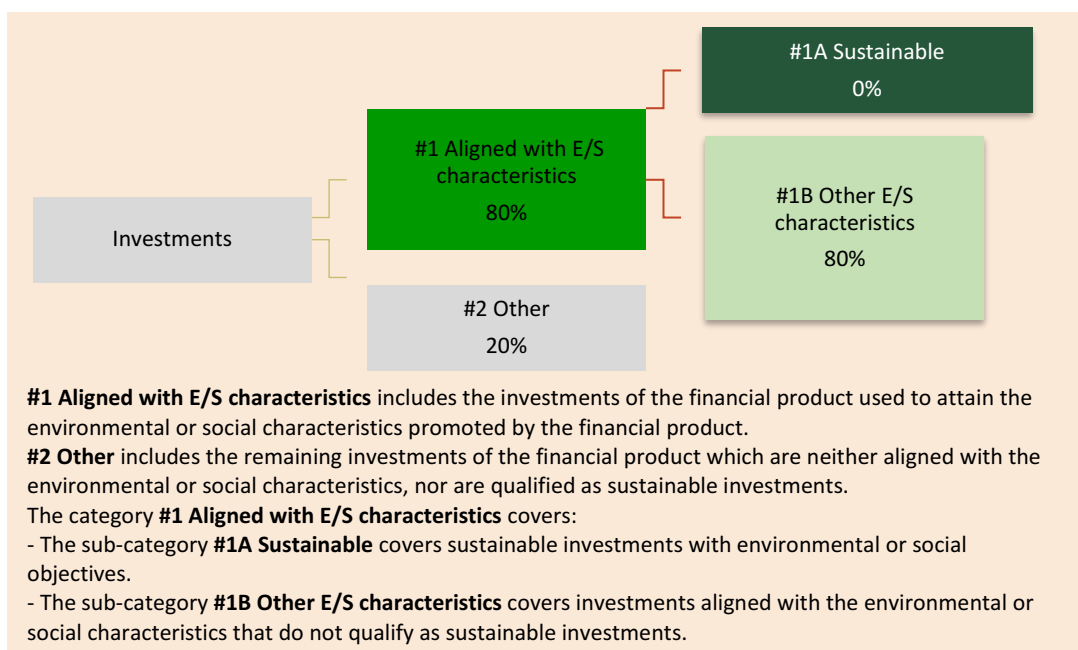 #1A Sustainable
0%
#1 Aligned with E/S
characteristics
80%
#1B Other E/S
characteristics
80%
Investments
#2 Other
20%
#1 Aligned with E/S characteristics includes the investments of the financial product used to attain the
environmental or social characteristics promoted by the financial product.
#2 Other includes the remaining investments of the financial product which are neither aligned with the
environmental or social characteristics, nor are qualified as sustainable investments.
The category #1 Aligned with E/S characteristics covers:
- The sub-category #1A Sustainable covers sustainable investments with environmental or social
objectives.
- The sub-category #1B Other E/S characteristics covers investments aligned with the environmental or
social characteristics that do not qualify as sustainable investments.